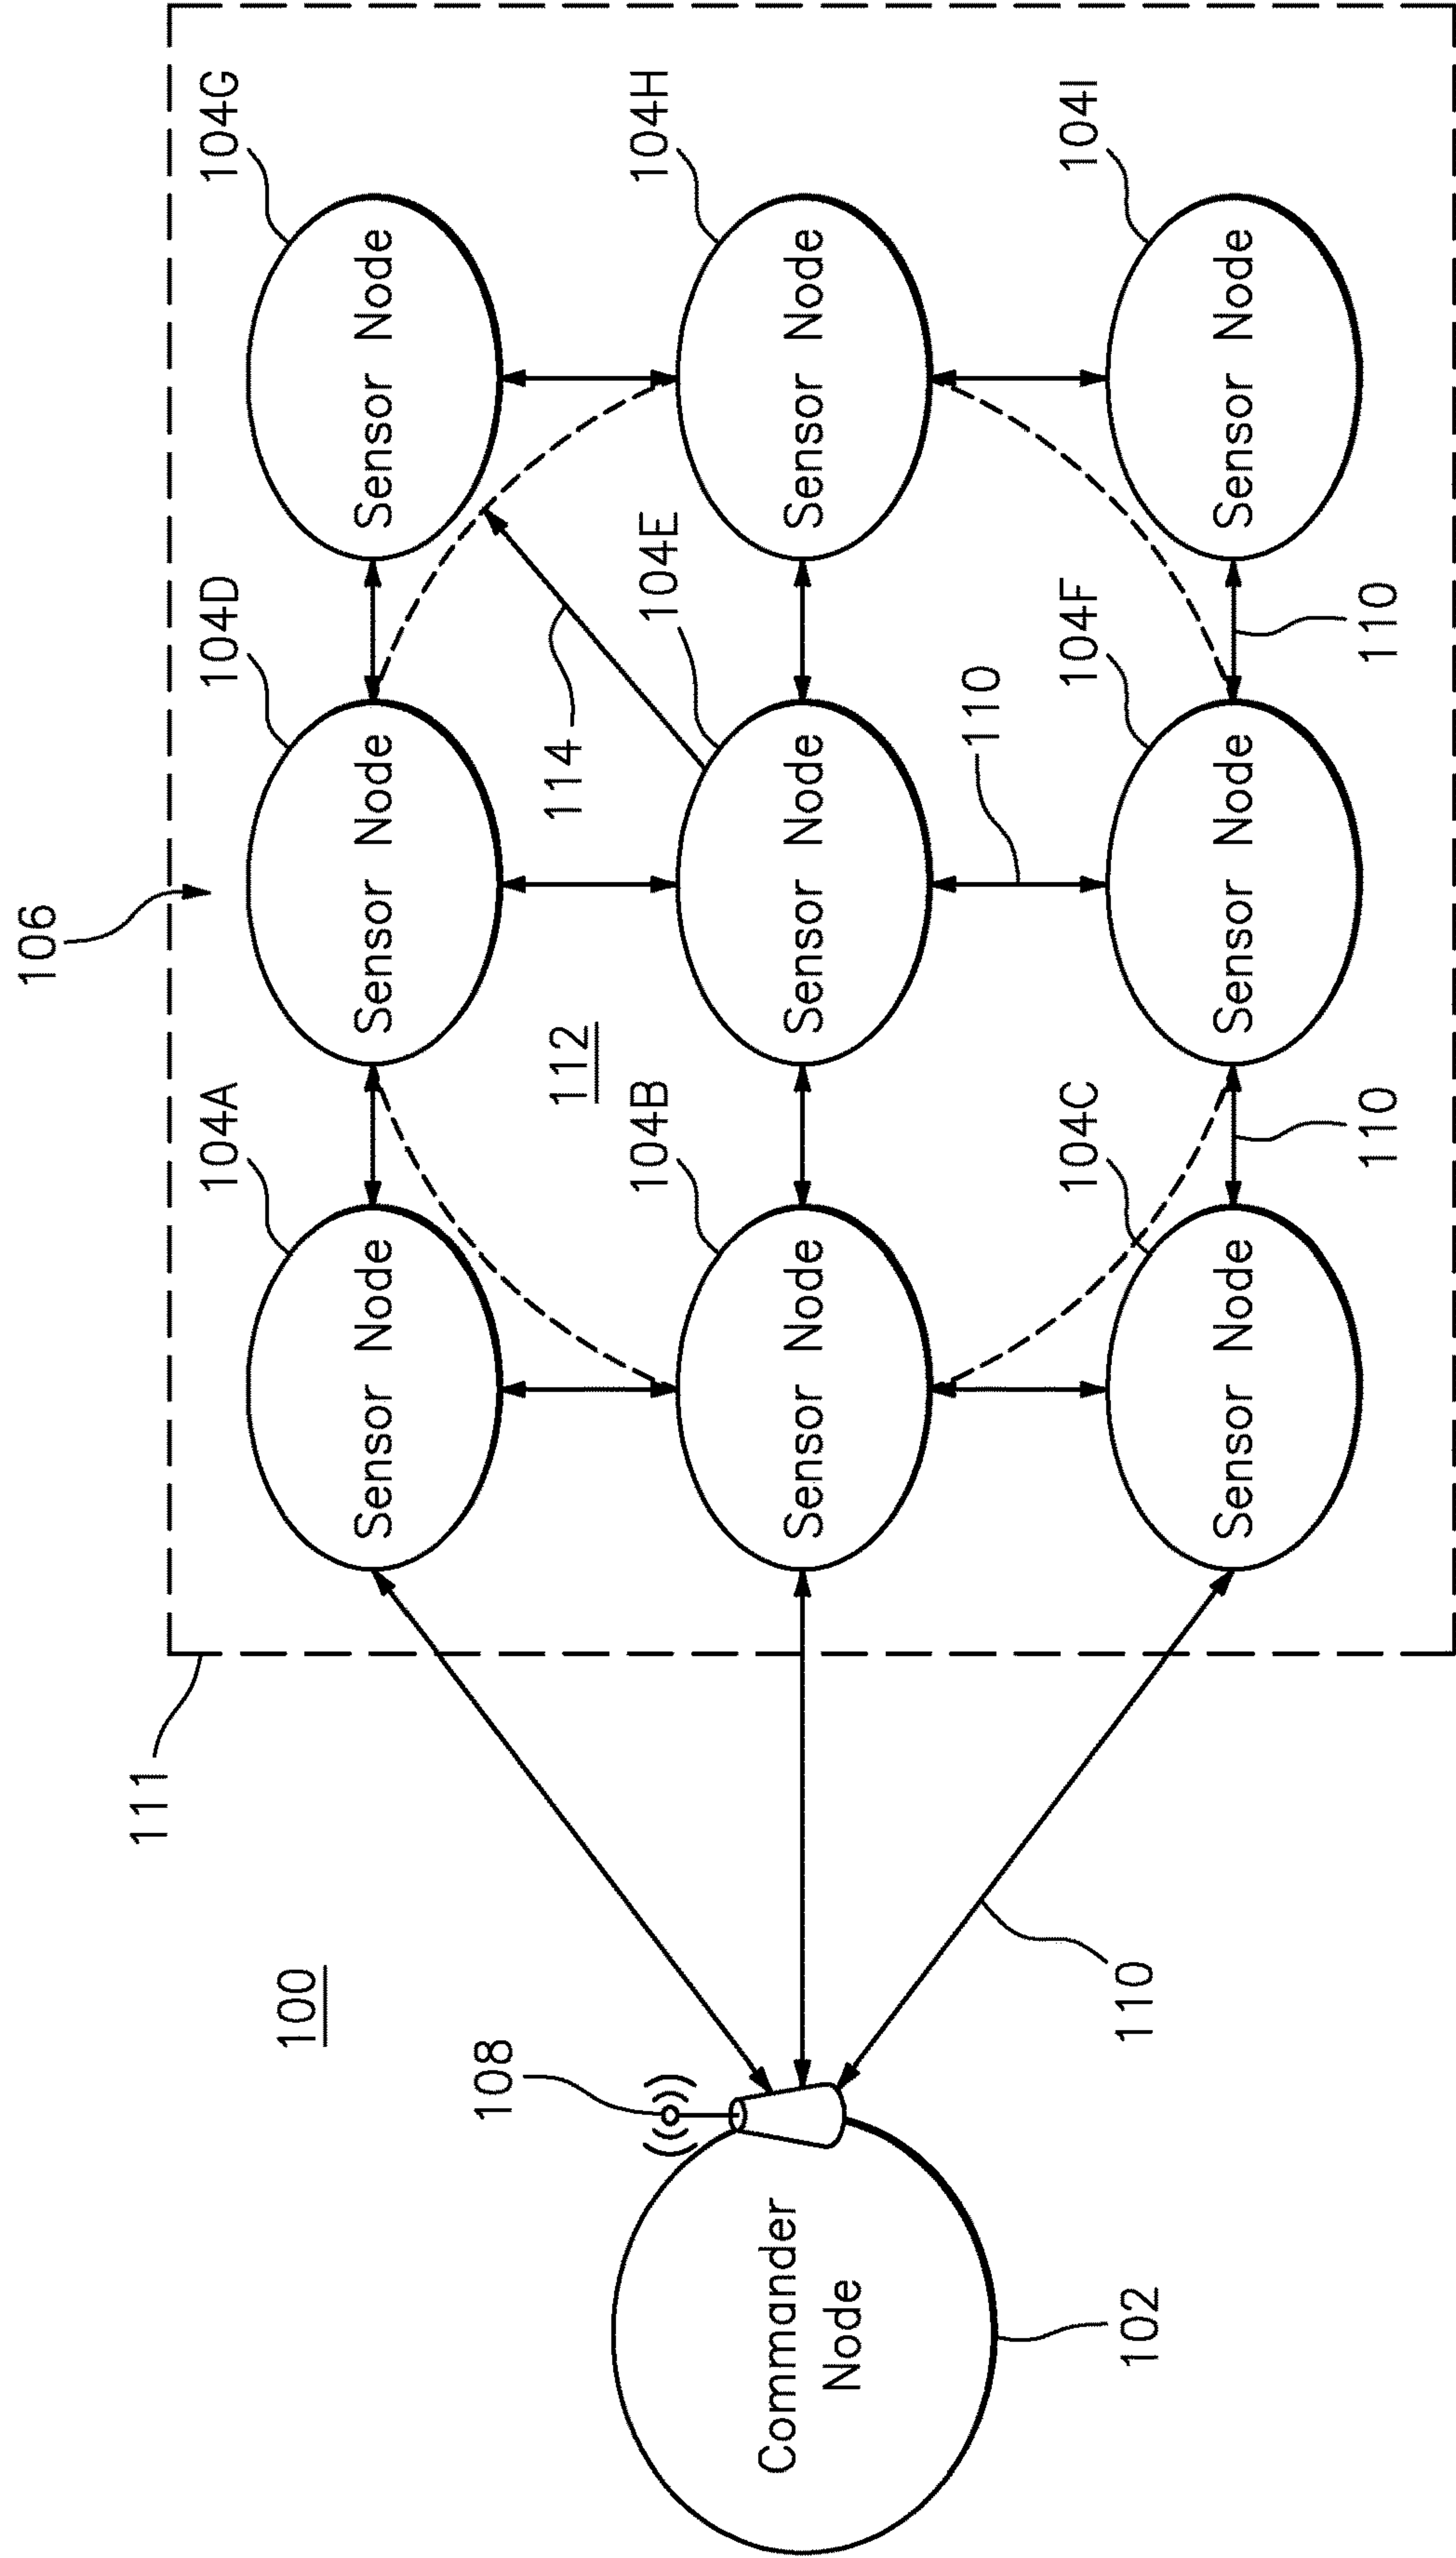 106
111
100
104A
Sensor Node
104D
Sensor Node
104G
Sensor Node
108
112
114
104B
Sensor Node
104E
Sensor Node
104H
Sensor Node
Commander
Node
102
110
110
104C
Sensor Node
104F
Sensor Node
104I
Sensor Node
110
110